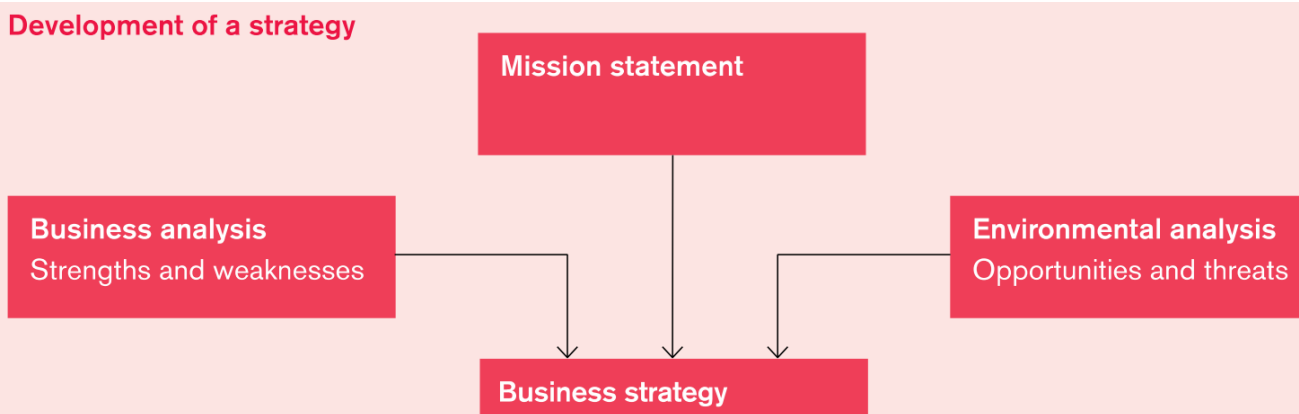 Development of a strategy
Mission statement
Business analysis
Strengths and weaknesses
Environmental analysis
Opportunities and threats
Business strategy